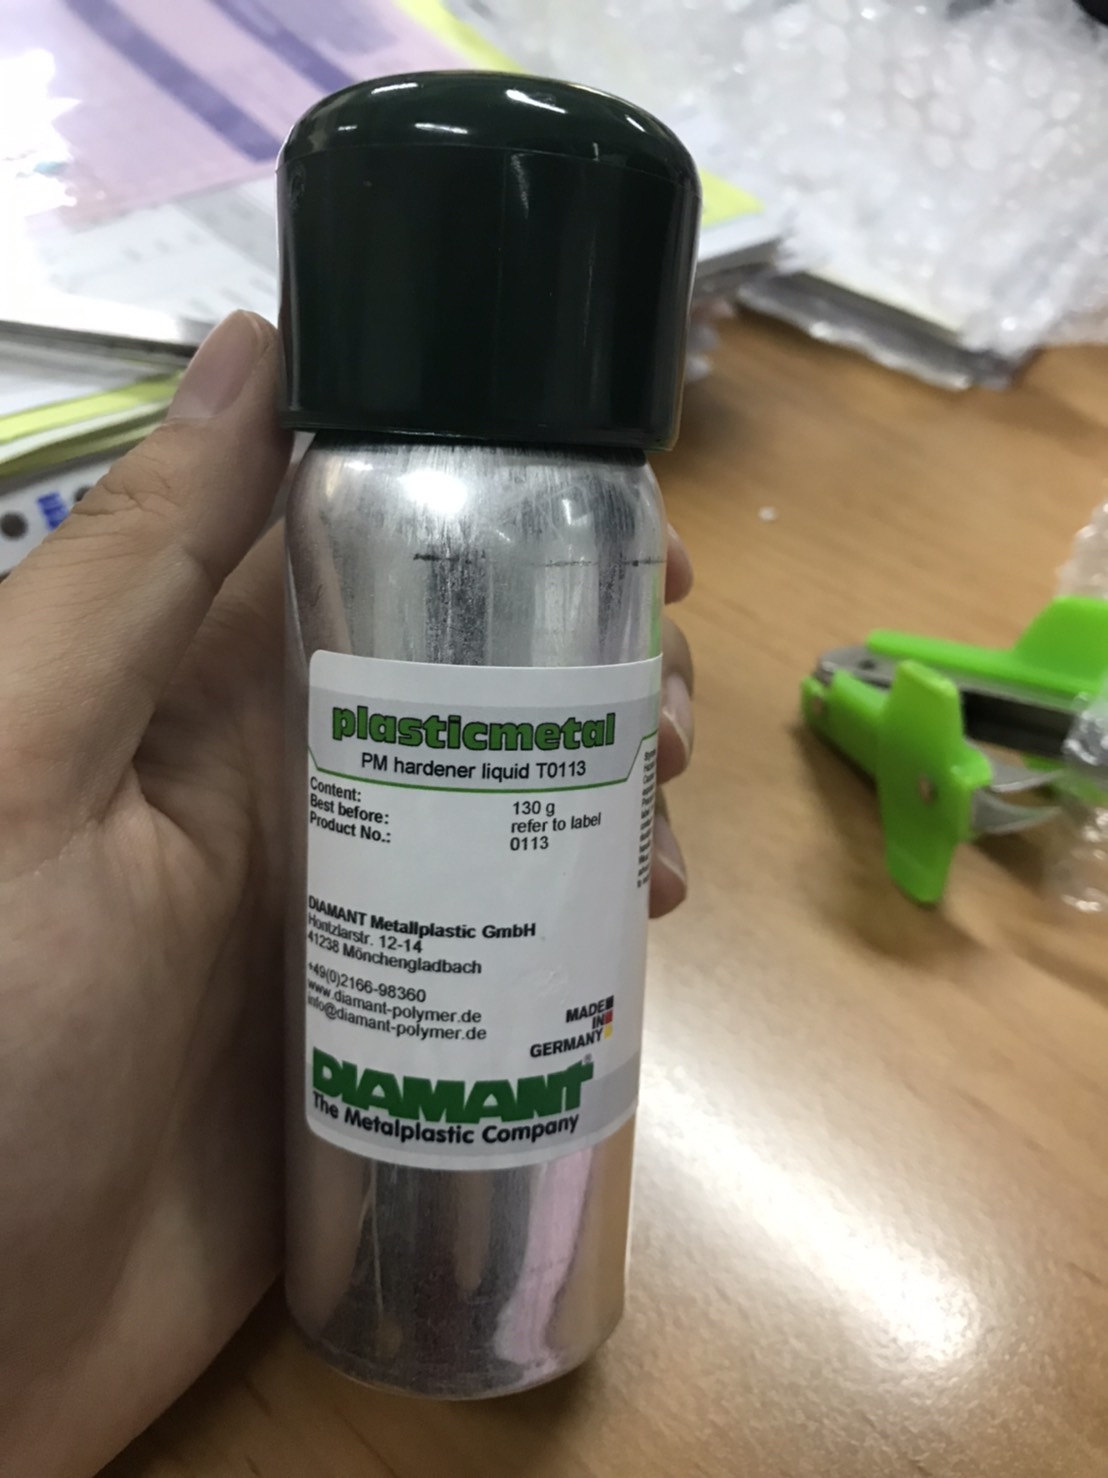 plasticmetal
PM hardener liquid T0113
Content: 130 g
Best before: refer to label
Product No.: 0113
DIAMANT Metallplastic GmbH
Hontzlarstr. 12-14
41238 Mönchengladbach
+49(0)2166-98360
www.diamant-polymer.de
info@diamant-polymer.de
MADE
IN
GERMANY
DIAMANT®
The Metalplastic Company